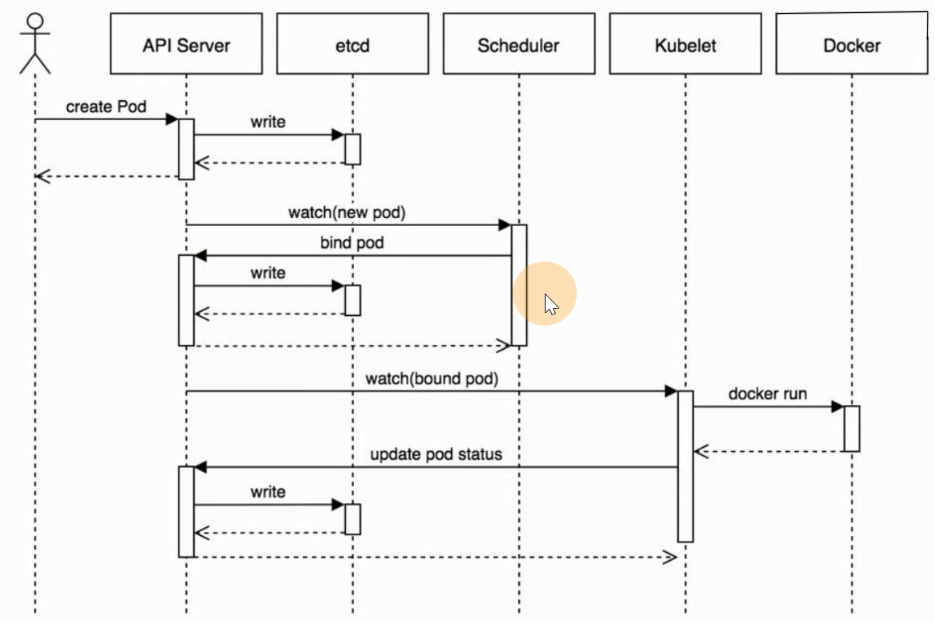 API Server
etcd
Scheduler
Kubelet
Docker
create Pod
write
watch(new pod)
bind pod
write
watch(bound pod)
docker run
update pod status
write